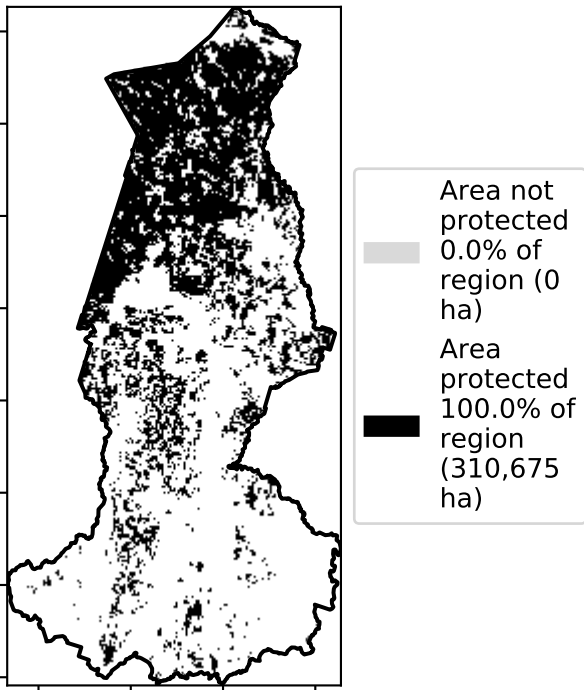 Area not
protected
0.0% of
region (0
ha)
Area
protected
100.0% of
region
(310,675
ha)